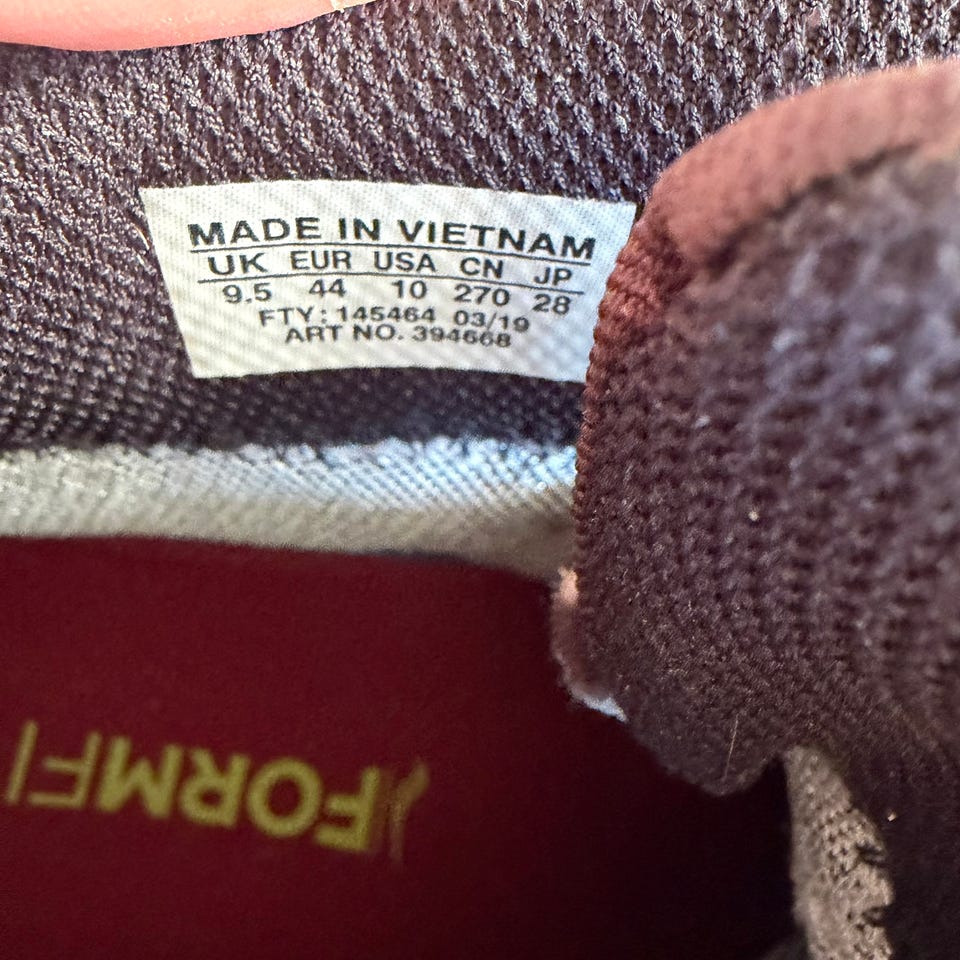 MADE IN VIETNAM
UK EUR USA CN JP
9.5 44 10 270 28
FTY: 145464 03/19
ART NO. 394668
FORMF